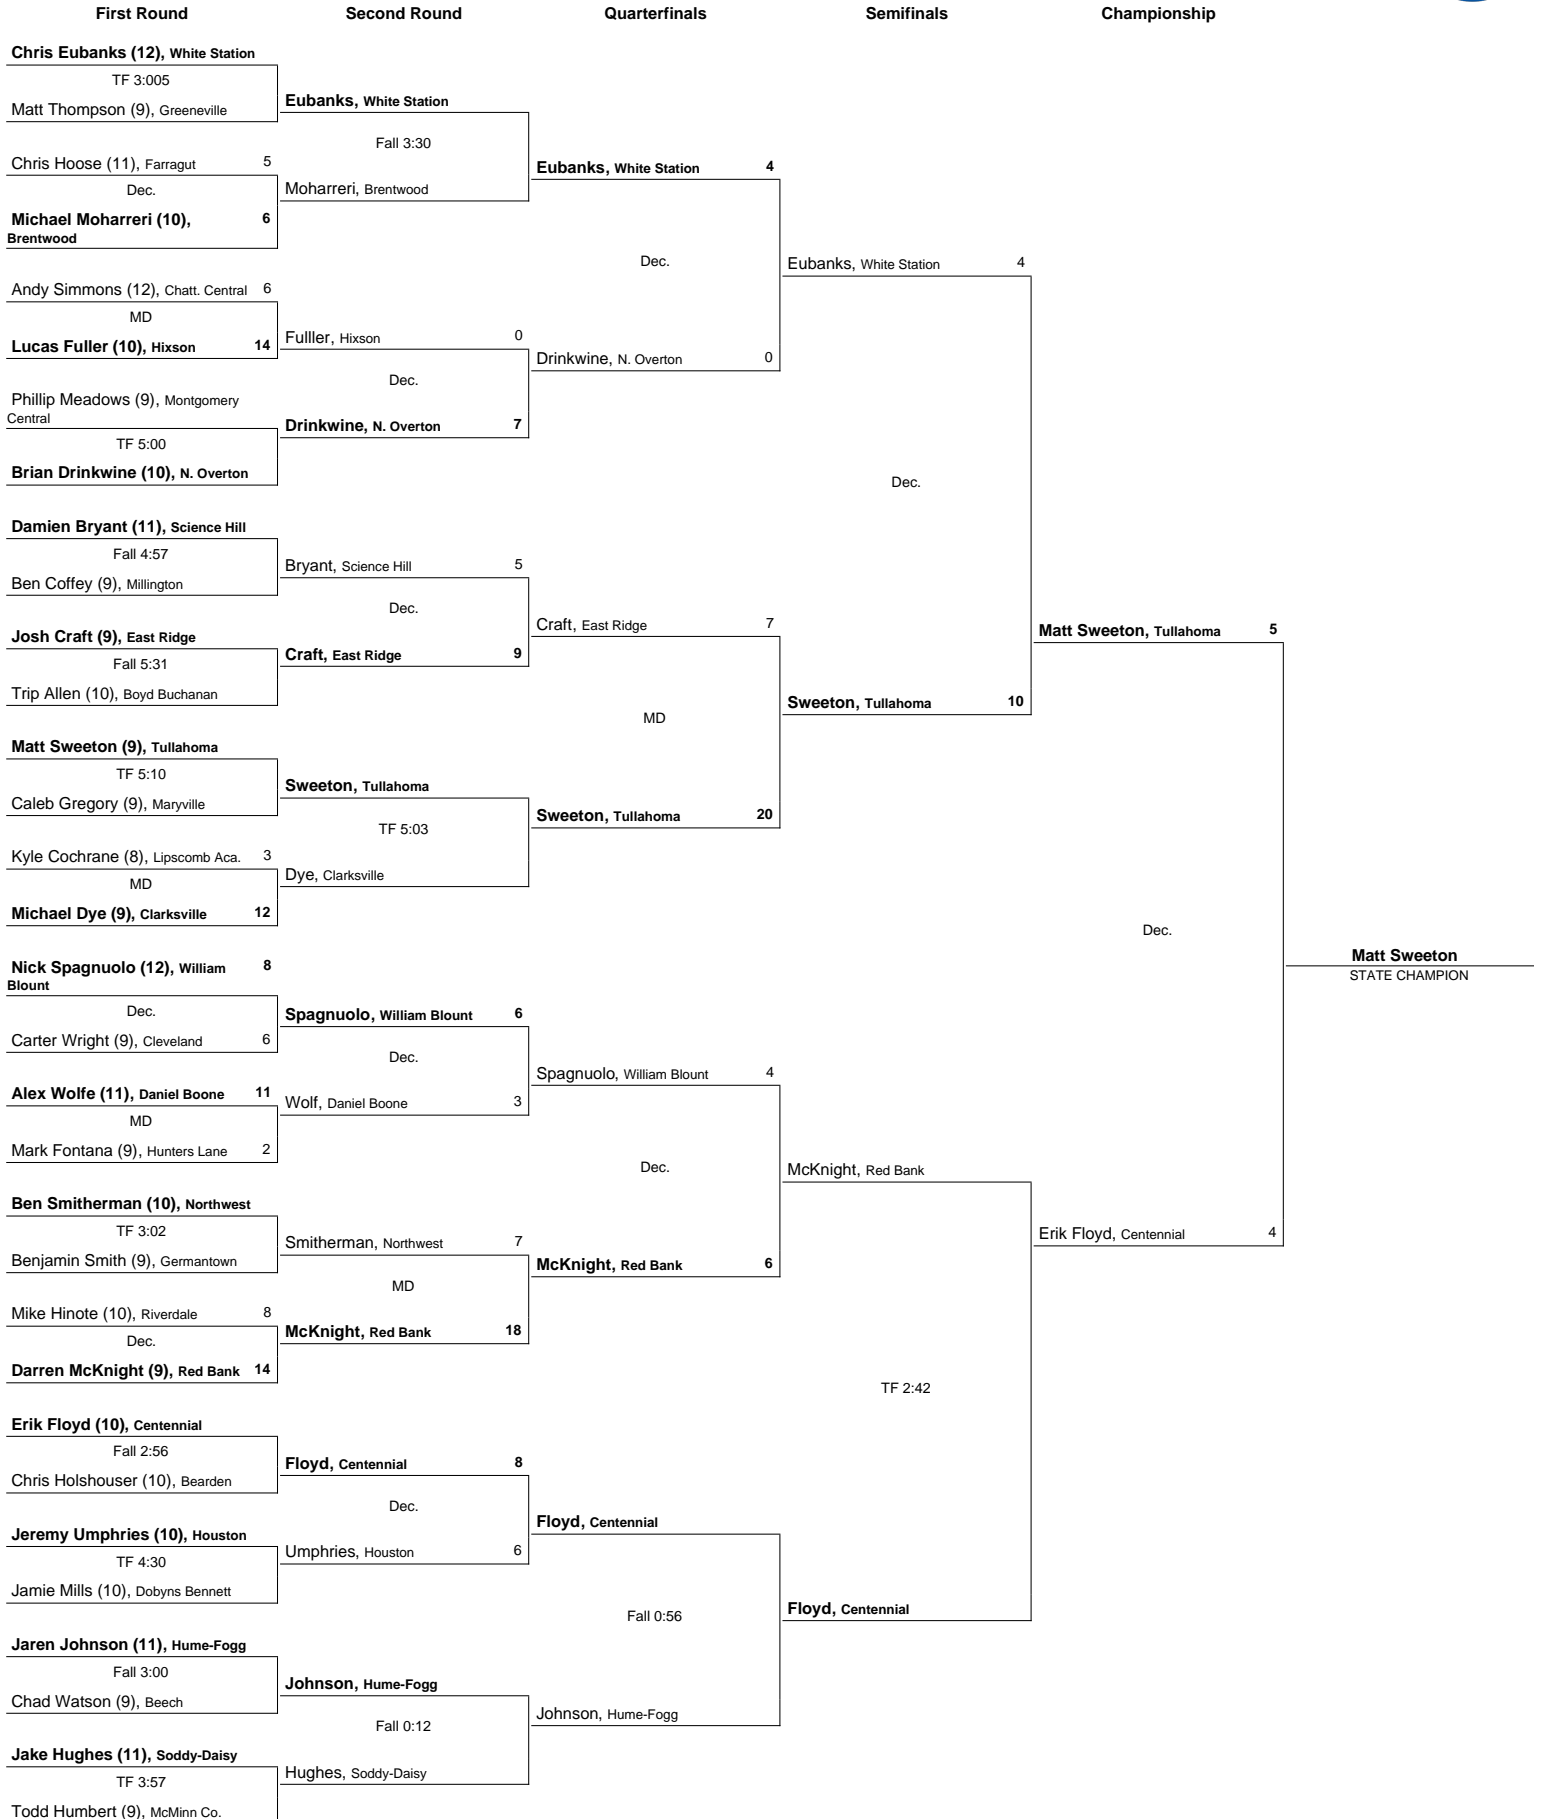 First Round
Second Round
Quarterfinals
Semifinals
Championship
Chris Eubanks (12), White Station
TF 3:005
Matt Thompson (9), Greeneville
Chris Hoose (11), Farragut 5
Dec.
Michael Moharreri (10), 6
Brentwood
Andy Simmons (12), Chatt. Central 6
MD
Lucas Fuller (10), Hixson 14
Phillip Meadows (9), Montgomery
Central
TF 5:00
Brian Drinkwine (10), N. Overton
Damien Bryant (11), Science Hill
Fall 4:57
Ben Coffey (9), Millington
Josh Craft (9), East Ridge
Fall 5:31
Trip Allen (10), Boyd Buchanan
Matt Sweeton (9), Tullahoma
TF 5:10
Caleb Gregory (9), Maryville
Kyle Cochrane (8), Lipscomb Aca. 3
MD
Michael Dye (9), Clarksville 12
Nick Spagnuolo (12), William 8
Blount
Dec.
Carter Wright (9), Cleveland 6
Alex Wolfe (11), Daniel Boone 11
MD
Mark Fontana (9), Hunters Lane 2
Ben Smitherman (10), Northwest
TF 3:02
Benjamin Smith (9), Germantown
Mike Hinote (10), Riverdale 8
Dec.
Darren McKnight (9), Red Bank 14
Erik Floyd (10), Centennial
Fall 2:56
Chris Holshouser (10), Bearden
Jeremy Umphries (10), Houston
TF 4:30
Jamie Mills (10), Dobyns Bennett
Jaren Johnson (11), Hume-Fogg
Fall 3:00
Chad Watson (9), Beech
Jake Hughes (11), Soddy-Daisy
TF 3:57
Todd Humbert (9), McMinn Co.
Eubanks, White Station
Fall 3:30
Moharreri, Brentwood
Fulller, Hixson 0
Dec.
Drinkwine, N. Overton 7
Bryant, Science Hill 5
Dec.
Craft, East Ridge 9
Sweeton, Tullahoma
TF 5:03
Dye, Clarksville
Spagnuolo, William Blount 6
Dec.
Wolf, Daniel Boone 3
Smitherman, Northwest 7
MD
McKnight, Red Bank 18
Floyd, Centennial 8
Dec.
Umphries, Houston 6
Johnson, Hume-Fogg
Fall 0:12
Hughes, Soddy-Daisy
Eubanks, White Station 4
Dec.
Drinkwine, N. Overton 0
Craft, East Ridge 7
MD
Sweeton, Tullahoma 20
Spagnuolo, William Blount 4
Dec.
McKnight, Red Bank 6
Floyd, Centennial
Fall 0:56
Johnson, Hume-Fogg
Eubanks, White Station 4
Dec.
Sweeton, Tullahoma 10
McKnight, Red Bank
TF 2:42
Floyd, Centennial
Matt Sweeton, Tullahoma 5
Dec.
Erik Floyd, Centennial 4
Matt Sweeton
STATE CHAMPION